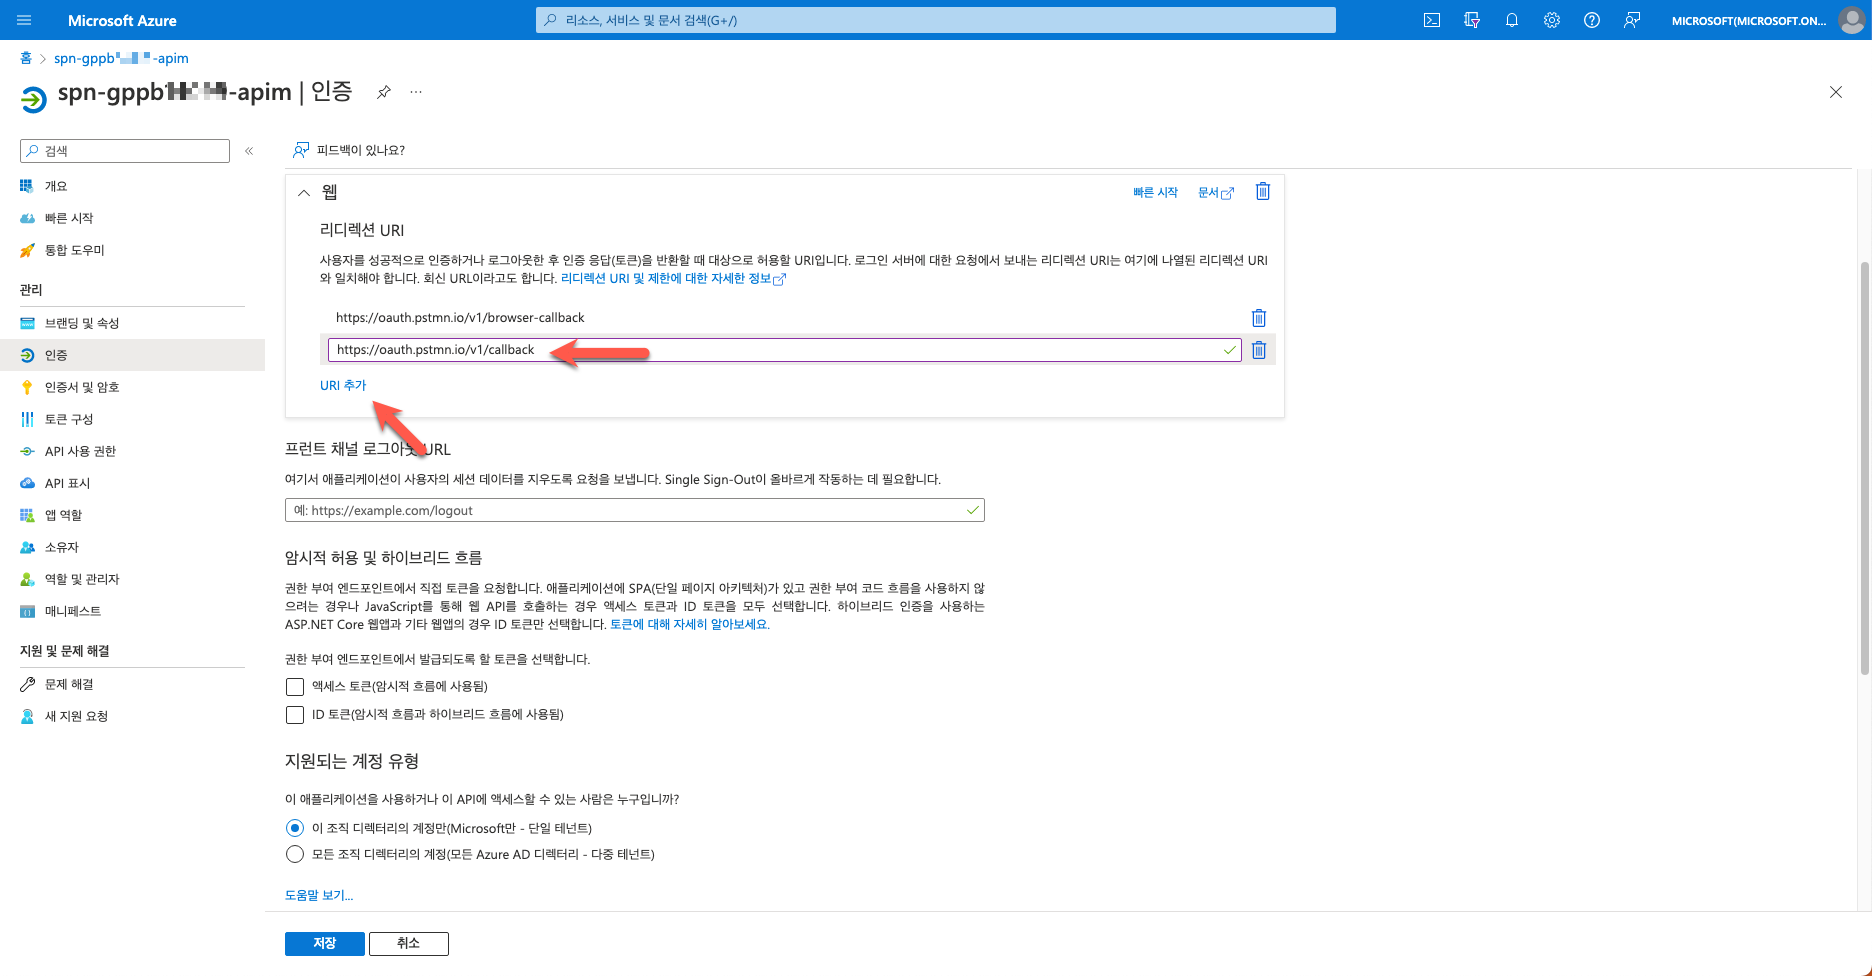 Microsoft Azure
리소스, 서비스 및 문서 검색(G+/)
MICROSOFT(MICROSOFT.ON...
홈 > spn-gppb -apim
spn-gppb -apim | 인증
검색
피드백이 있나요?
개요
빠른 시작
통합 도우미
관리
브랜딩 및 속성
인증
인증서 및 암호
토큰 구성
API 사용 권한
API 표시
앱 역할
소유자
역할 및 관리자
매니페스트
지원 및 문제 해결
문제 해결
새 지원 요청
웹
빠른 시작
문서
리디렉션 URI
사용자를 성공적으로 인증하거나 로그아웃한 후 인증 응답(토큰)을 반환할 때 대상으로 허용할 URI입니다. 로그인 서버에 대한 요청에서 보내는 리디렉션 URI는 여기에 나열된 리디렉션 URI
와 일치해야 합니다. 회신 URL이라고도 합니다. 리디렉션 URI 및 제한에 대한 자세한 정보
https://oauth.pstmn.io/v1/browser-callback
https://oauth.pstmn.io/v1/callback
URI 추가
프런트 채널 로그아웃 URL
여기서 애플리케이션이 사용자의 세션 데이터를 지우도록 요청을 보냅니다. Single Sign-Out이 올바르게 작동하는 데 필요합니다.
예: https://example.com/logout
암시적 허용 및 하이브리드 흐름
권한 부여 엔드포인트에서 직접 토큰을 요청합니다. 애플리케이션에 SPA(단일 페이지 아키텍처)가 있고 권한 부여 코드 흐름을 사용하지 않
으려는 경우나 JavaScript를 통해 웹 API를 호출하는 경우 액세스 토큰과 ID 토큰을 모두 선택합니다. 하이브리드 인증을 사용하는
ASP.NET Core 웹앱과 기타 웹앱의 경우 ID 토큰만 선택합니다. 토큰에 대해 자세히 알아보세요.
권한 부여 엔드포인트에서 발급되도록 할 토큰을 선택합니다.
액세스 토큰(암시적 흐름에 사용됨)
ID 토큰(암시적 흐름과 하이브리드 흐름에 사용됨)
지원되는 계정 유형
이 애플리케이션을 사용하거나 이 API에 액세스할 수 있는 사람은 누구입니까?
이 조직 디렉터리의 계정만(Microsoft만 - 단일 테넌트)
모든 조직 디렉터리의 계정(모든 Azure AD 디렉터리 - 다중 테넌트)
도움말 보기...
저장
취소